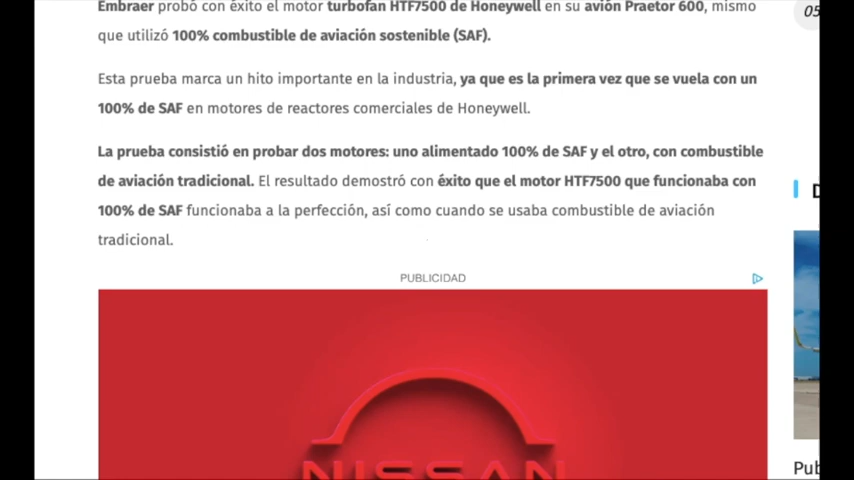 Embraer probó con éxito el motor turbofan HTF7500 de Honeywell en su avión Praetor 600, mismo
que utilizó 100% combustible de aviación sostenible (SAF).
Esta prueba marca un hito importante en la industria, ya que es la primera vez que se vuela con un
100% de SAF en motores de reactores comerciales de Honeywell.
La prueba consistió en probar dos motores: uno alimentado 100% de SAF y el otro, con combustible
de aviación tradicional. El resultado demostró con éxito que el motor HTF7500 que funcionaba con
100% de SAF funcionaba a la perfección, así como cuando se usaba combustible de aviación
tradicional.
PUBLICIDAD
NISSAN
05
Pub